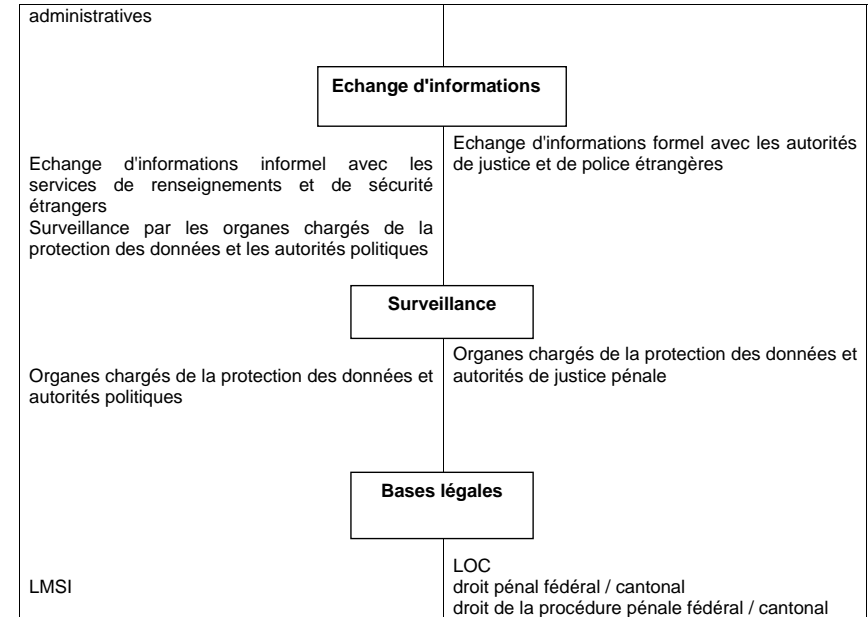 administratives
Echange d'informations
Echange d'informations informel avec les
services de renseignements et de sécurité
étrangers
Surveillance par les organes chargés de la
protection des données et les autorités politiques
Echange d'informations formel avec les autorités
de justice et de police étrangères
Surveillance
Organes chargés de la protection des données et
autorités politiques
Organes chargés de la protection des données et
autorités de justice pénale
Bases légales
LMSI
LOC
droit pénal fédéral / cantonal
droit de la procédure pénale fédéral / cantonal